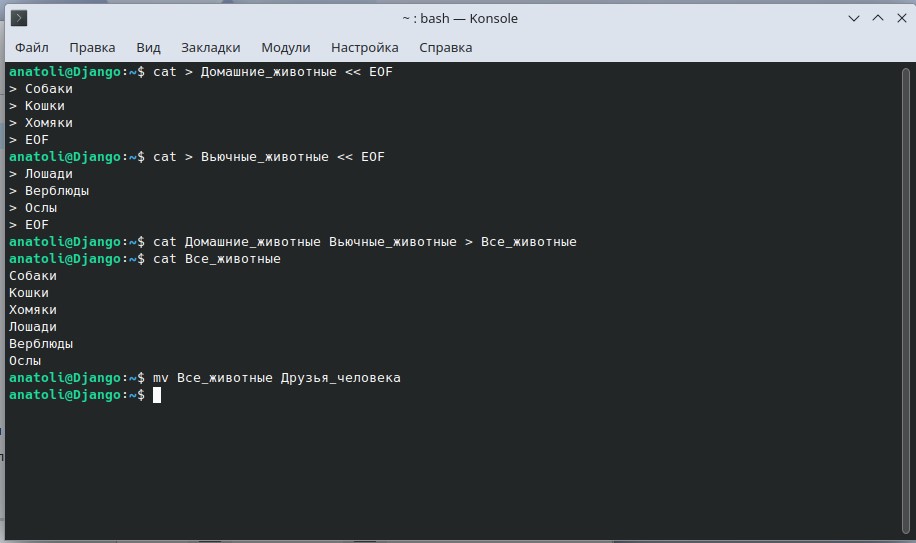 ~ : bash — Konsole
Файл Правка Вид Закладки Модули Настройка Справка
anatoli@Django:~$ cat > Домашние_животные << EOF
> Собаки
> Кошки
> Хомяки
> EOF
anatoli@Django:~$ cat > Вьючные_животные << EOF
> Лошади
> Верблюды
> Ослы
> EOF
anatoli@Django:~$ cat Домашние_животные Вьючные_животные > Все_животные
anatoli@Django:~$ cat Все_животные
Собаки
Кошки
Хомяки
Лошади
Верблюды
Ослы
anatoli@Django:~$ mv Все_животные Друзья_человека
anatoli@Django:~$